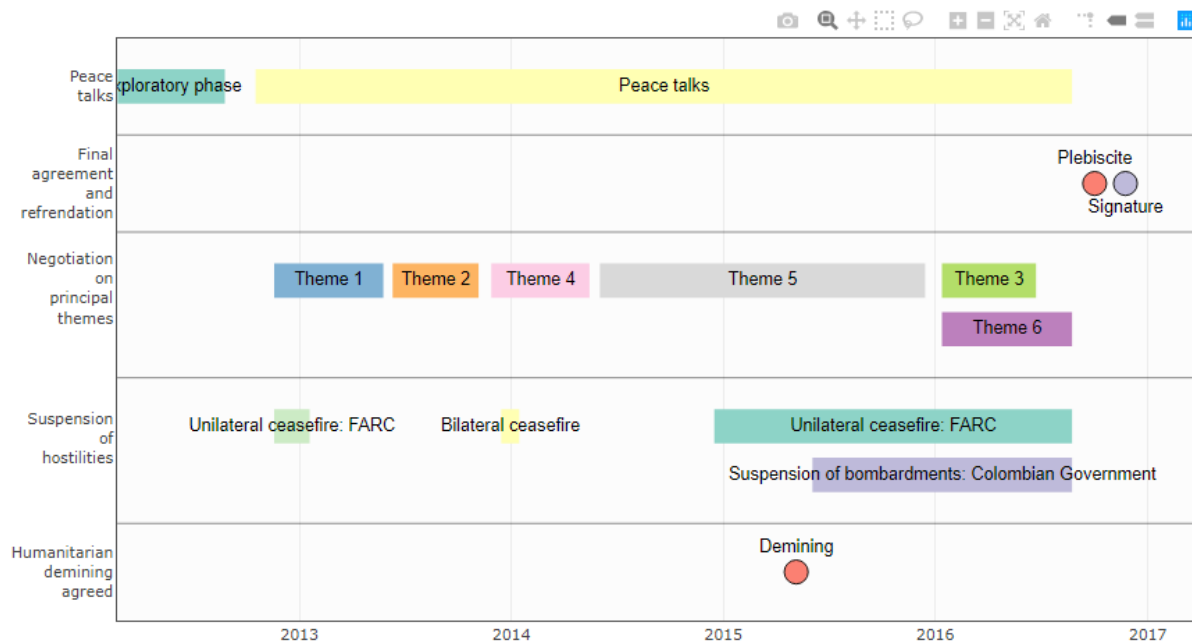 Peace
talks
xploratory phase
Peace talks
Final
agreement
and
refrendation
Plebiscite
Signature
Negotiation
on
principal
themes
Theme 1
Theme 2
Theme 4
Theme 5
Theme 3
Theme 6
Suspension
of
hostilities
Unilateral ceasefire: FARC
Bilateral ceasefire
Unilateral ceasefire: FARC
Suspension of bombardments: Colombian Government
Humanitarian
demining
agreed
Demining
2013
2014
2015
2016
2017